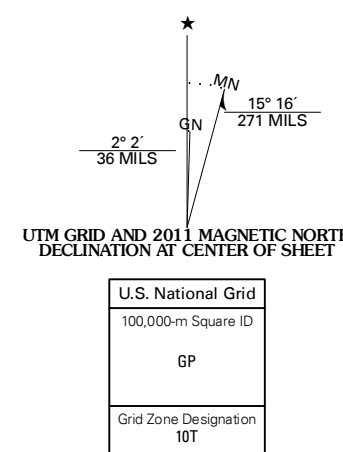 ★
MN
15° 16´
271 MILS
GN
2° 2´
36 MILS
UTM GRID AND 2011 MAGNETIC NORTH
DECLINATION AT CENTER OF SHEET
U.S. National Grid
100,000-m Square ID
GP
Grid Zone Designation
10T